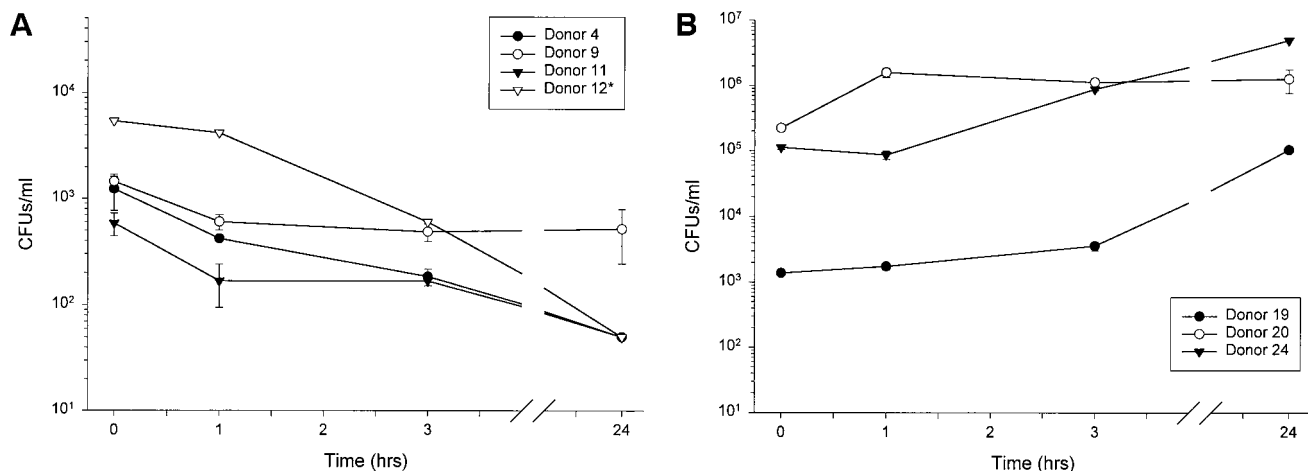 A
Donor 4
Donor 9
Donor 11
Donor 12*
10⁴
10³
10²
10¹
CFUs/ml
0 1 2 3 24
Time (hrs)
B
10⁷
10⁶
10⁵
10⁴
10³
10²
10¹
CFUs/ml
Donor 19
Donor 20
Donor 24
0 1 2 3 24
Time (hrs)